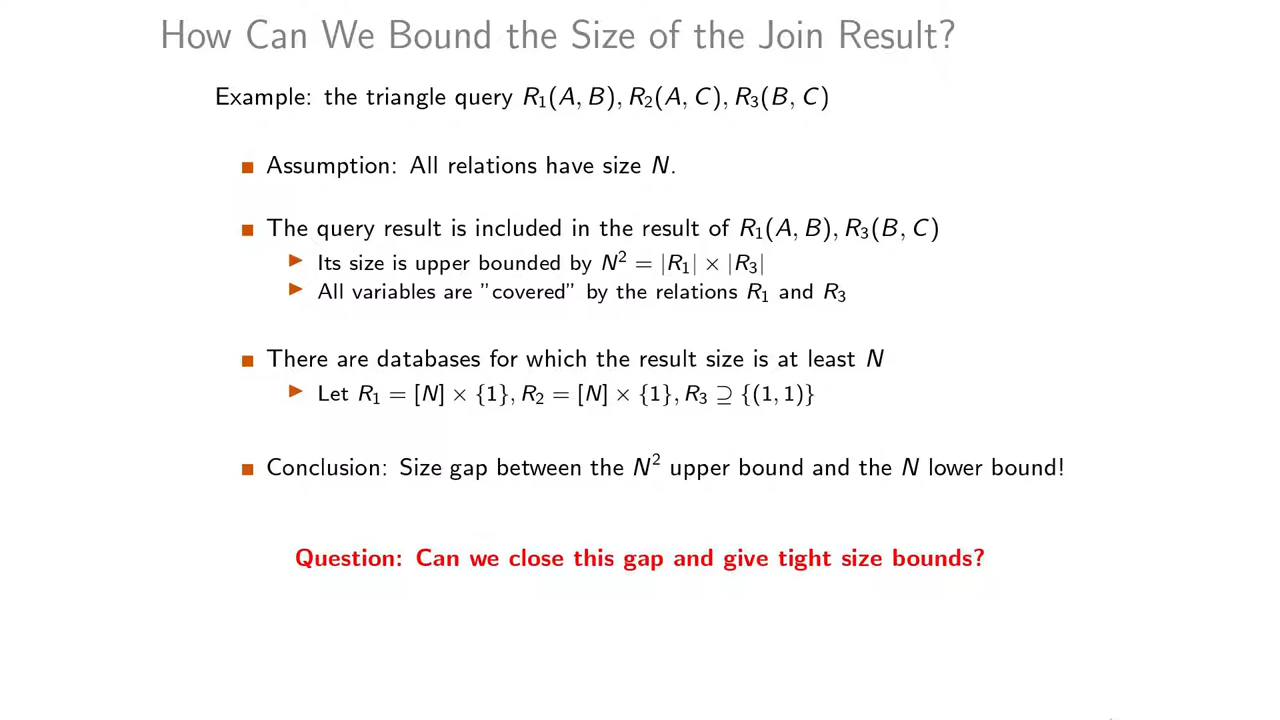 How Can We Bound the Size of the Join Result?
Example: the triangle query R₁(A, B), R₂(A, C), R₃(B, C)
■ Assumption: All relations have size N.
■ The query result is included in the result of R₁(A, B), R₃(B, C)
▶ Its size is upper bounded by N² = |R₁| × |R₃|
▶ All variables are "covered" by the relations R₁ and R₃
■ There are databases for which the result size is at least N
▶ Let R₁ = [N] × {1}, R₂ = [N] × {1}, R₃ ⊇ {(1, 1)}
■ Conclusion: Size gap between the N² upper bound and the N lower bound!
Question: Can we close this gap and give tight size bounds?